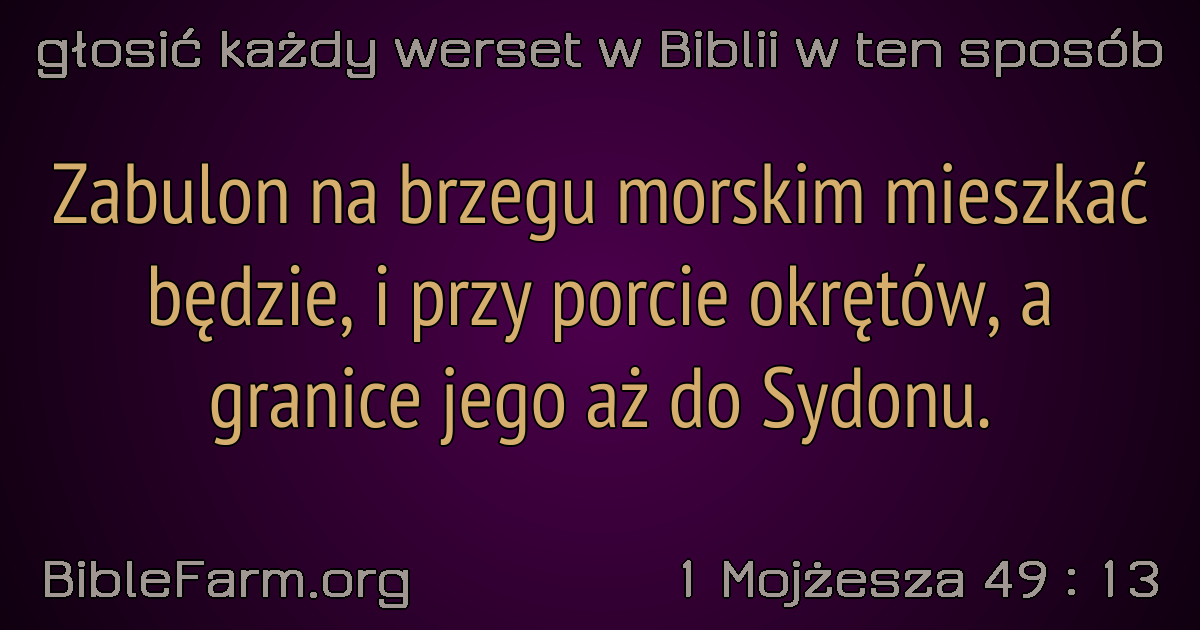 głosić każdy werset w Biblii w ten sposób
Zabulon na brzegu morskim mieszkać
będzie, i przy porcie okrętów, a
granice jego aż do Sydonu.
BibleFarm.org
1 Mojżesza 49 : 13